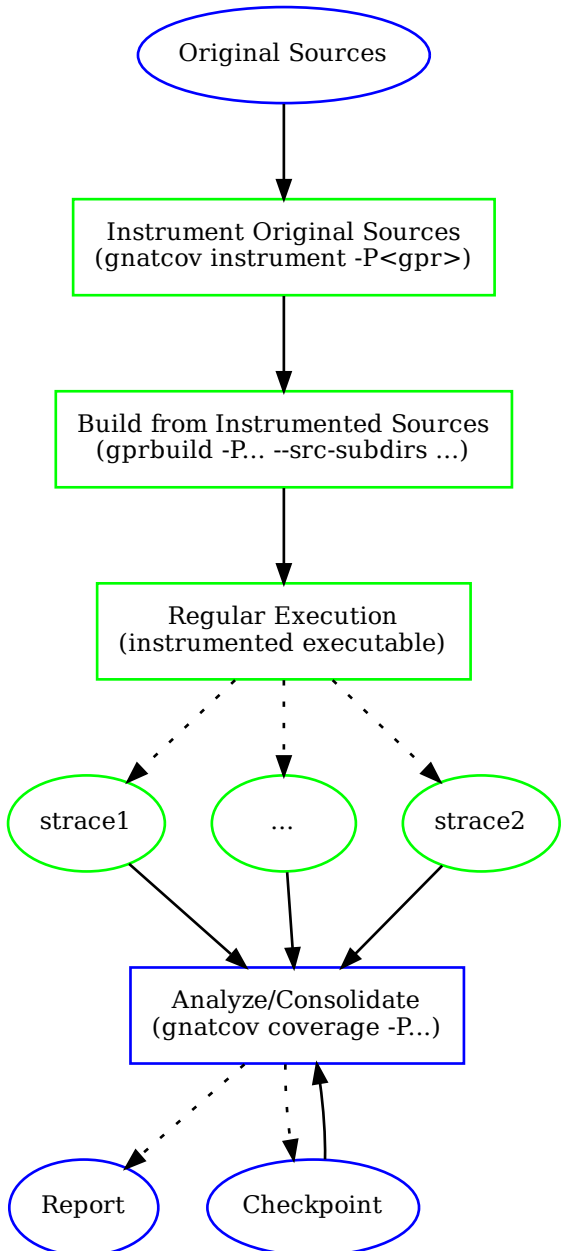 Original Sources
Instrument Original Sources
(gnatcov instrument -P<gpr>)
Build from Instrumented Sources
(gprbuild -P... --src-subdirs ...)
Regular Execution
(instrumented executable)
strace1
...
strace2
Analyze/Consolidate
(gnatcov coverage -P...)
Report
Checkpoint